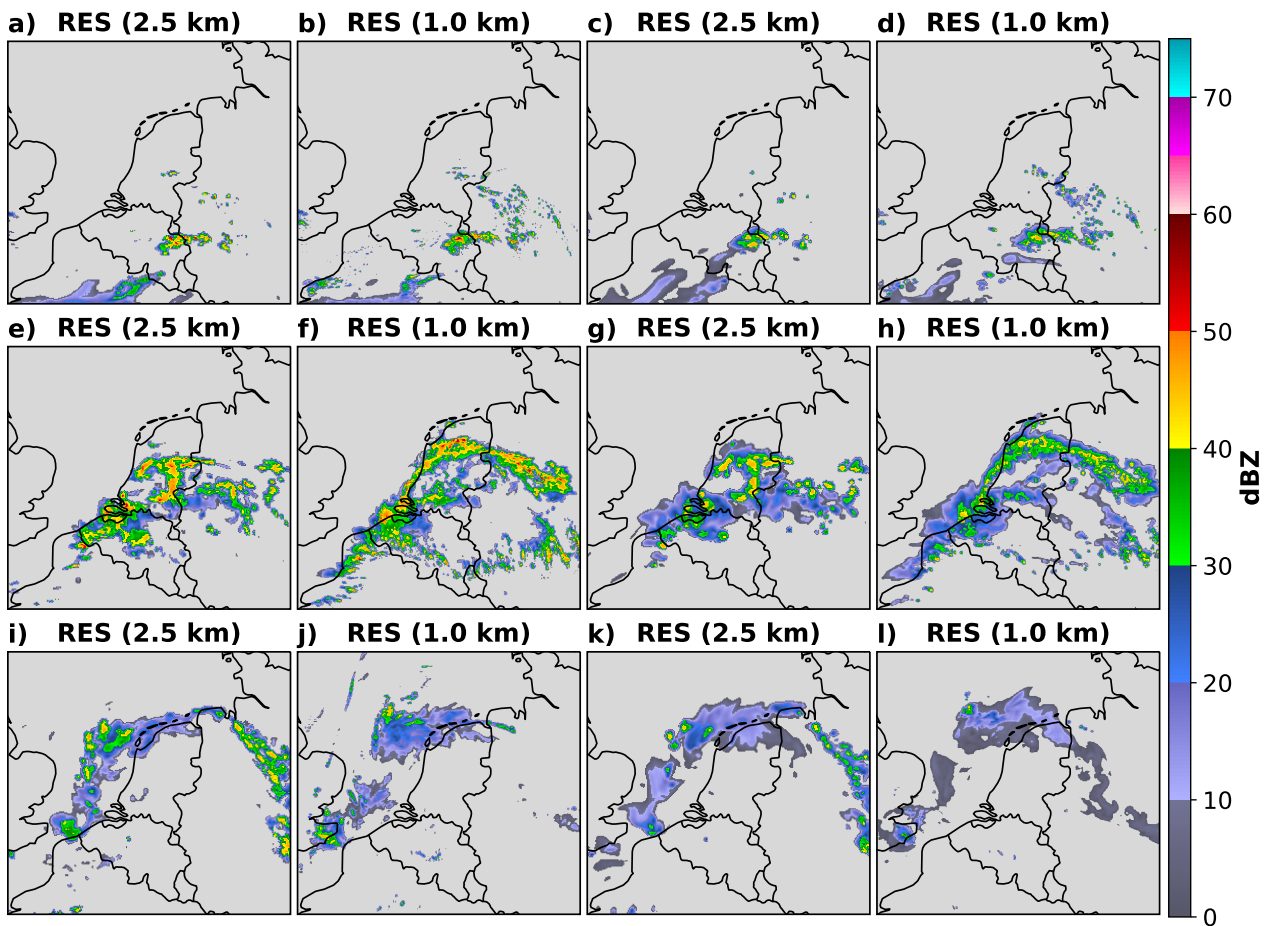 a) RES (2.5 km) b) RES (1.0 km) c) RES (2.5 km) d) RES (1.0 km)
e) RES (2.5 km) f) RES (1.0 km) g) RES (2.5 km) h) RES (1.0 km)
i) RES (2.5 km) j) RES (1.0 km) k) RES (2.5 km) l) RES (1.0 km)
70
60
50
40
30
20
10
0
dBZ